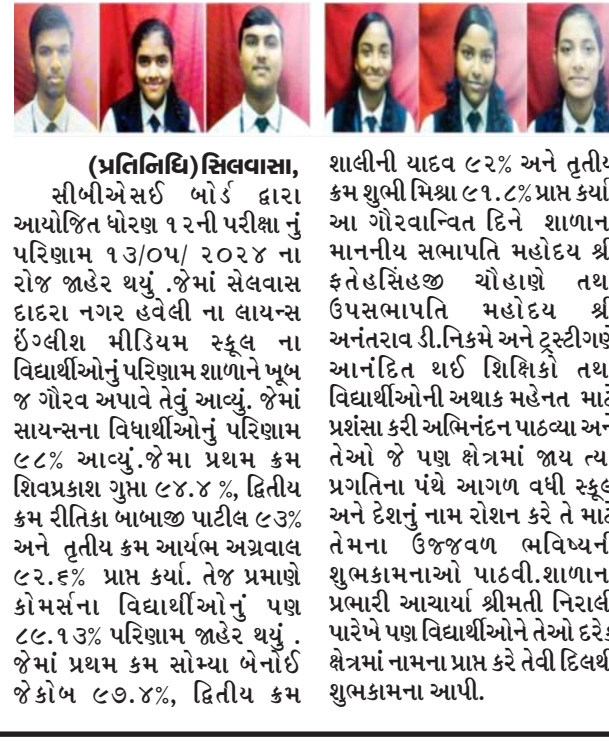 (પ્રતિનિધિ) સિલવાસા,
સીબીએસઈ બોર્ડ દ્વારા
આયોજિત ધોરણ ૧૨ની પરીક્ષા નું
પરિણામ ૧૩/૦૫/ ૨૦૨૪ ના
રોજ જાહેર થયું .જેમાં સેલવાસ
દાદરા નગર હવેલી ના લાયન્સ
ઈંગ્લીશ મીડિયમ સ્કૂલ ના
વિદ્યાર્થીઓનું પરિણામ શાળાને ખૂબ
જ ગૌરવ અપાવે તેવું આવ્યું. જેમાં
સાયન્સના વિધાર્થીઓનું પરિણામ
૯૮% આવ્યું.જેમા પ્રથમ ક્રમ
શિવપ્રકાશ ગુપ્તા ૯૪.૪ %, દ્વિતીય
ક્રમ રીતિકા બાબાજી પાટીલ ૯૩%
અને તૃતીય ક્રમ આર્યભ અગ્રવાલ
૯૨.૬% પ્રાપ્ત કર્યા. તેજ પ્રમાણે
કોમર્સના વિદ્યાર્થીઓનું પણ
૮૯.૧૩% પરિણામ જાહેર થયું .
જેમાં પ્રથમ કમ સોમ્યા બેનોઈ
જેકોબ ૯૭.૪%, દ્વિતીય ક્રમ
શાલીની યાદવ ૯૨% અને તૃતીય
ક્રમ શુભી મિશ્રા ૯૧.૮% પ્રાપ્ત કર્યા
આ ગૌરવાન્વિત દિને શાળાન
માનનીય સભાપતિ મહોદય શ્રી
ફતેહસિંહજી ચૌહાણે તથ
ઉપસભાપતિ મહોદય શ્રી
અનંતરાવ ડી.નિકમે અને ટ્રસ્ટીગણ
આનંદિત થઈ શિક્ષિકો તથ
વિદ્યાર્થીઓની અથાક મહેનત માટે
પ્રશંસા કરી અભિનંદન પાઠવ્યા અન
તેઓ જે પણ ક્ષેત્રમાં જાય ત્ય
પ્રગતિના પંથે આગળ વધી સ્કૂલ
અને દેશનું નામ રોશન કરે તે માટે
તેમના ઉજ્જવળ ભવિષ્યની
શુભકામનાઓ પાઠવી.શાળાન
પ્રભારી આચાર્યા શ્રીમતી નિરાલી
પારેખે પણ વિદ્યાર્થીઓને તેઓ દરેક
ક્ષેત્રમાં નામના પ્રાપ્ત કરે તેવી દિલથી
શુભકામના આપી.